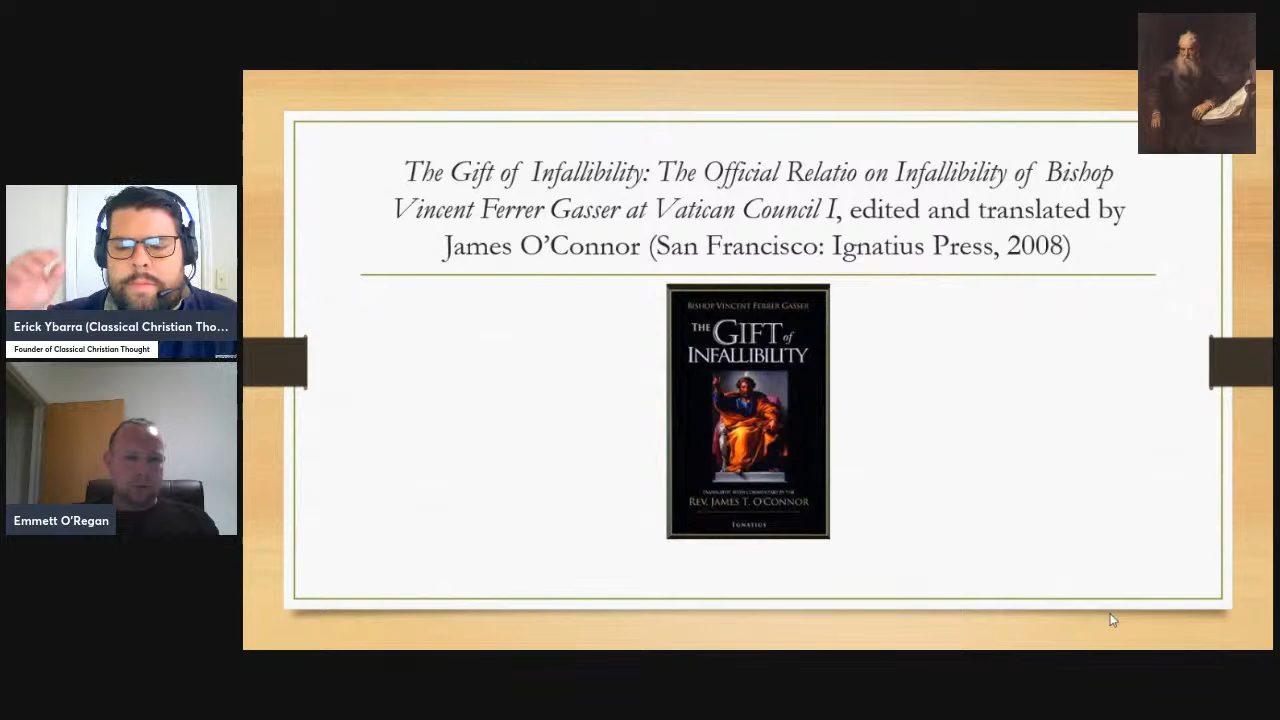 The Gift of Infallibility: The Official Relatio on Infallibility of Bishop
Vincent Ferrer Gasser at Vatican Council I, edited and translated by
James O'Connor (San Francisco: Ignatius Press, 2008)
BISHOP VINCENT FERRER GASSER
THE GIFT of
INFALLIBILITY
TRANSLATED WITH COMMENTARY BY THE
REV. JAMES T. O'CONNOR
IGNATIUS
Erick Ybarra (Classical Christian Tho...
Founder of Classical Christian Thought
Emmett O'Regan